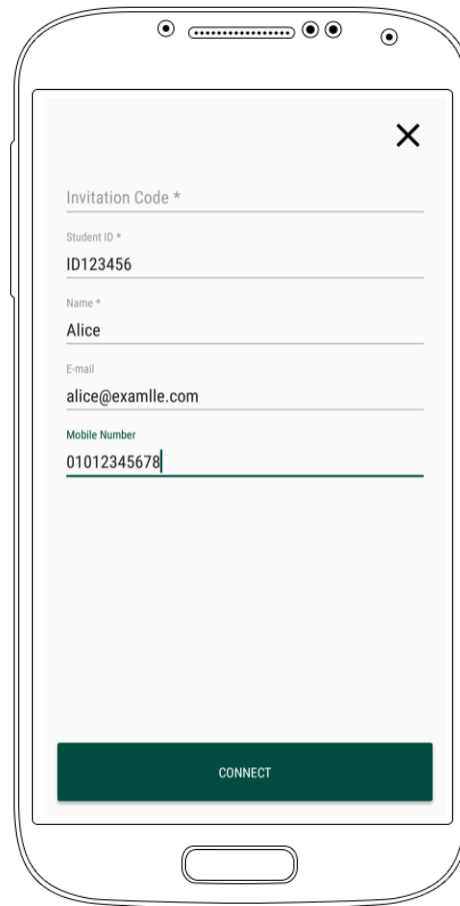 Invitation Code *
Student ID *
ID123456
Name *
Alice
E-mail
alice@examlle.com
Mobile Number
01012345678
CONNECT